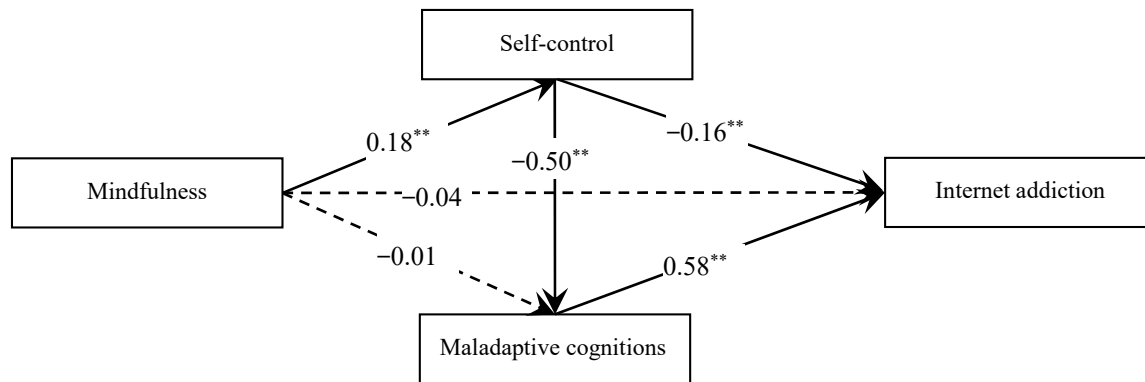 Self-control
0.18**
−0.16**
−0.50**
Mindfulness
−0.04
Internet addiction
−0.01
0.58**
Maladaptive cognitions